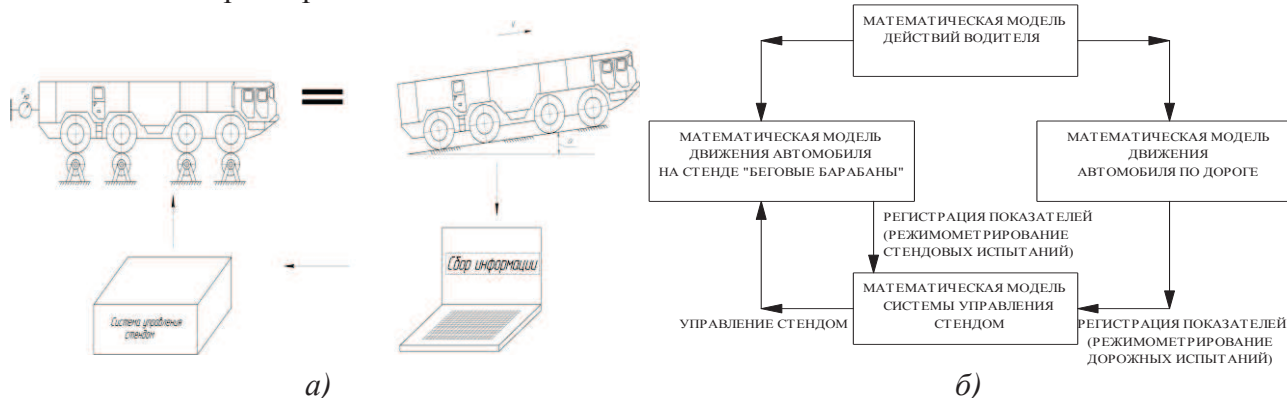 Сбор информации
Система управления
стендом
а)
МАТЕМАТИЧЕСКАЯ МОДЕЛЬ
ДЕЙСТВИЙ ВОДИТЕЛЯ
МАТЕМАТИЧЕСКАЯ МОДЕЛЬ
ДВИЖЕНИЯ АВТОМОБИЛЯ
НА СТЕНДЕ "БЕГОВЫЕ БАРАБАНЫ"
МАТЕМАТИЧЕСКАЯ МОДЕЛЬ
ДВИЖЕНИЯ
АВТОМОБИЛЯ ПО ДОРОГЕ
РЕГИСТРАЦИЯ ПОКАЗАТЕЛЕЙ
(РЕЖИМОМЕТРИРОВАНИЕ
СТЕНДОВЫХ ИСПЫТАНИЙ)
МАТЕМАТИЧЕСКАЯ МОДЕЛЬ
СИСТЕМЫ УПРАВЛЕНИЯ
СТЕНДОМ
УПРАВЛЕНИЕ СТЕНДОМ
РЕГИСТРАЦИЯ ПОКАЗАТЕЛЕЙ
(РЕЖИМОМЕТРИРОВАНИЕ
ДОРОЖНЫХ ИСПЫТАНИЙ)
б)